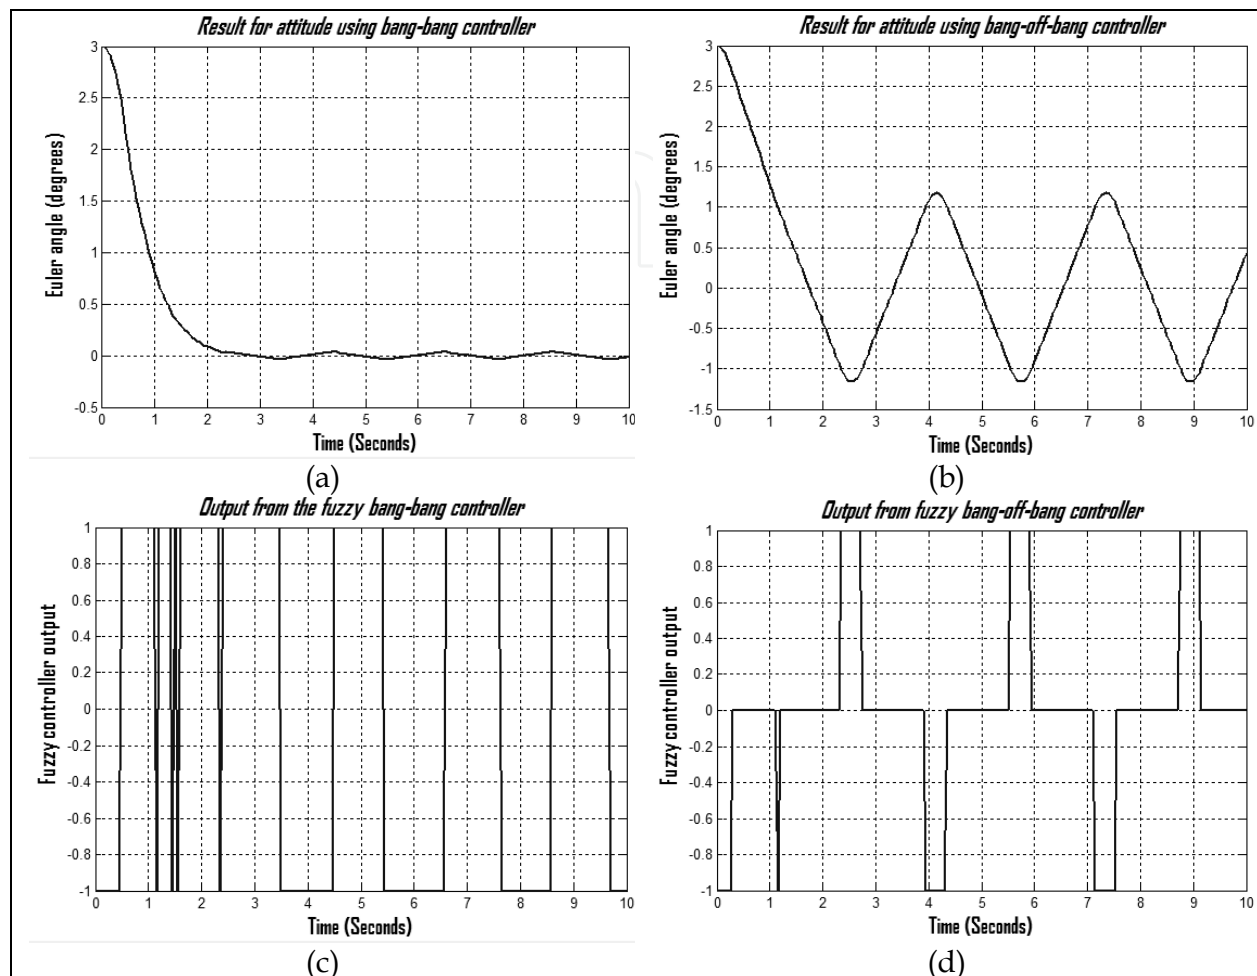 Result for attitude using bang-bang controller
3
2.5
2
1.5
1
0.5
0
-0.5
Euler angle (degrees)
0 1 2 3 4 5 6 7 8 9 10
Time (Seconds)
(a)
Result for attitude using bang-off-bang controller
3
2.5
2
1.5
1
0.5
0
-0.5
-1
-1.5
Euler angle (degrees)
0 1 2 3 4 5 6 7 8 9 10
Time (Seconds)
(b)
Output from the fuzzy bang-bang controller
1
0.8
0.6
0.4
0.2
0
-0.2
-0.4
-0.6
-0.8
-1
Fuzzy controller output
0 1 2 3 4 5 6 7 8 9 10
Time (Seconds)
(c)
Output from fuzzy bang-off-bang controller
1
0.8
0.6
0.4
0.2
0
-0.2
-0.4
-0.6
-0.8
-1
Fuzzy controller output
0 1 2 3 4 5 6 7 8 9 10
Time (Seconds)
(d)